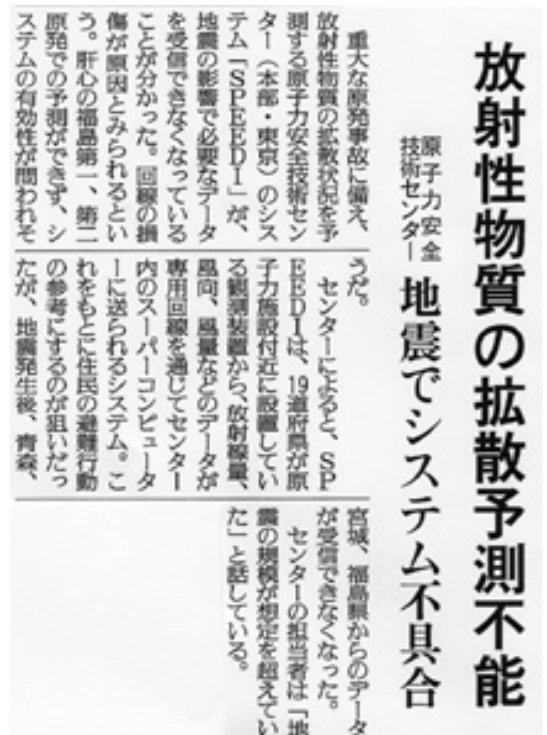 放射性物質の拡散予測不能
原子力安全
技術センター
地震でシステム不具合
重大な原発事故に備え、
放射性物質の拡散状況を予
測する原子力安全技術セン
ター（本部・東京）のシス
テム「ＳＰＥＥＤＩ」が、
地震の影響で必要なデータ
を受信できなくなっている
ことが分かった。回線の損
傷が原因とみられるとい
う。肝心の福島第一、第二
原発での予測ができず、シ
ステムの有効性が問われそ
うだ。
センターによると、ＳＰ
ＥＥＤＩは、19道府県が原
子力施設付近に設置してい
る観測装置から、放射線量、
風向、風量などのデータが
専用回線を通じてセンター
内のスーパーコンピュータ
ーに送られるシステム。こ
れをもとに住民の避難行動
の参考にするのが狙いだっ
たが、地震発生後、青森、
宮城、福島県からのデータ
が受信できなくなった。
センターの担当者は「地
震の規模が想定を超えてい
た」と話している。